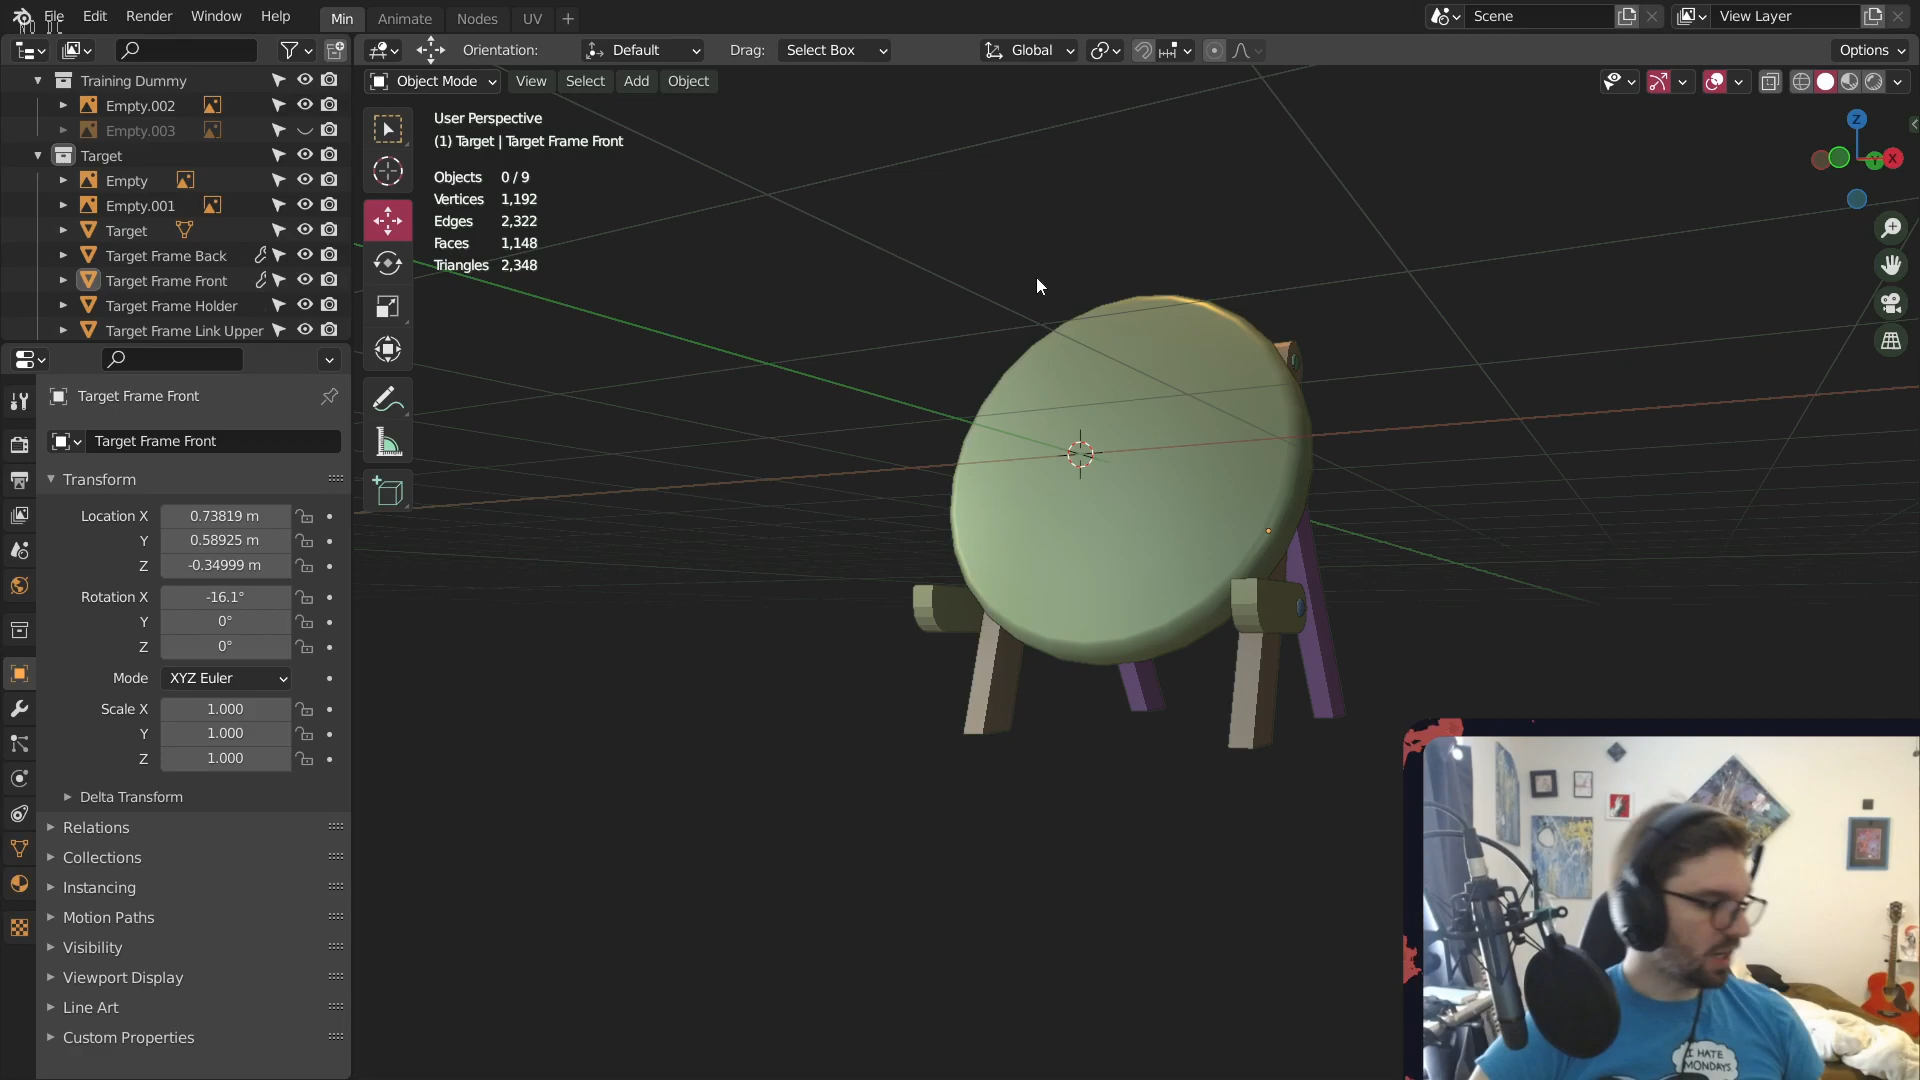 File Edit Render Window Help Min Animate Nodes UV + Scene View Layer
Orientation: Default Drag: Select Box Global Options
Object Mode View Select Add Object
Training Dummy
Empty.002
Empty.003
Target
Empty
Empty.001
Target
Target Frame Back
Target Frame Front
Target Frame Holder
Target Frame Link Upper
User Perspective
(1) Target | Target Frame Front
Objects 0 / 9
Vertices 1,192
Edges 2,322
Faces 1,148
Triangles 2,348
Z
X
Y
Target Frame Front
Target Frame Front
Transform
Location X 0.73819 m
Y 0.58925 m
Z -0.34999 m
Rotation X -16.1°
Y 0°
Z 0°
Mode XYZ Euler
Scale X 1.000
Y 1.000
Z 1.000
Delta Transform
Relations
Collections
Instancing
Motion Paths
Visibility
Viewport Display
Line Art
Custom Properties
I HATE
MONDAYS